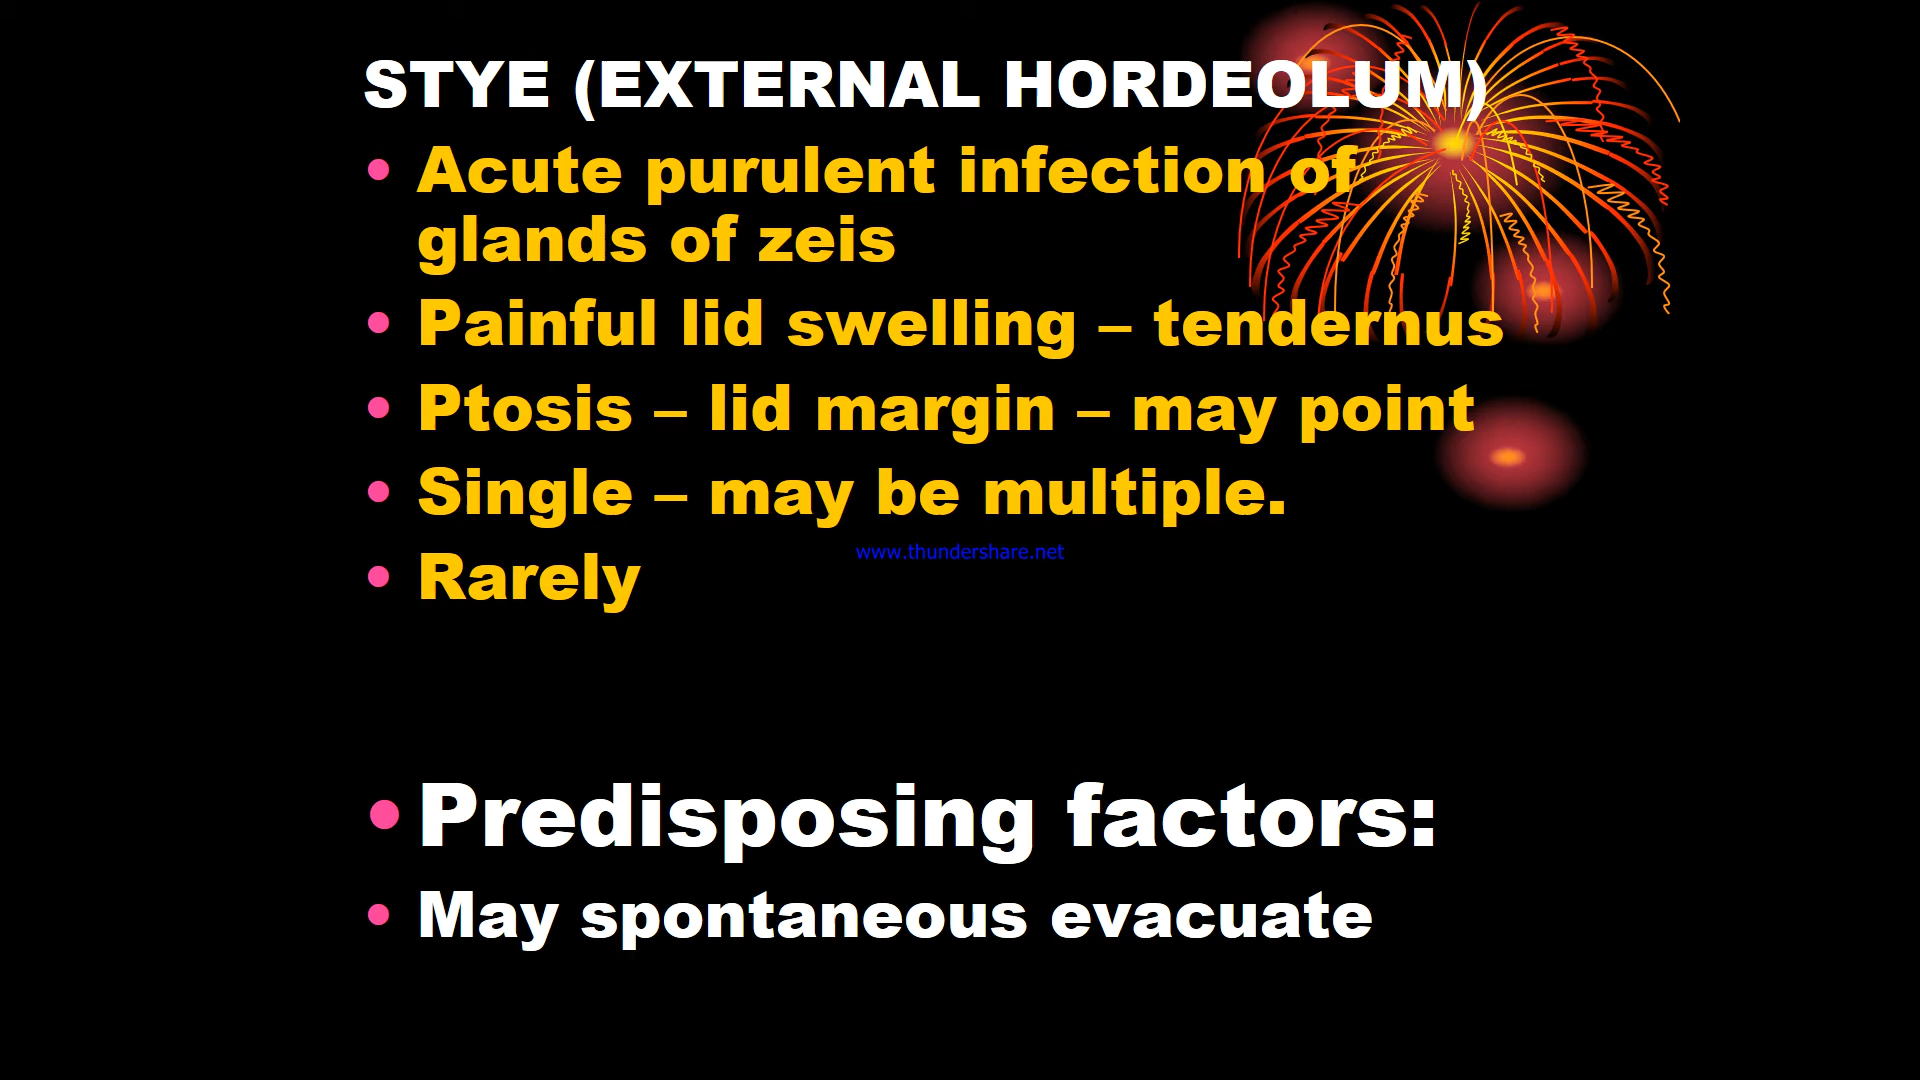 STYE (EXTERNAL HORDEOLUM)
• Acute purulent infection of
glands of zeis
• Painful lid swelling – tendernus
• Ptosis – lid margin – may point
• Single – may be multiple.
www.thundershare.net
• Rarely
• Predisposing factors:
• May spontaneous evacuate